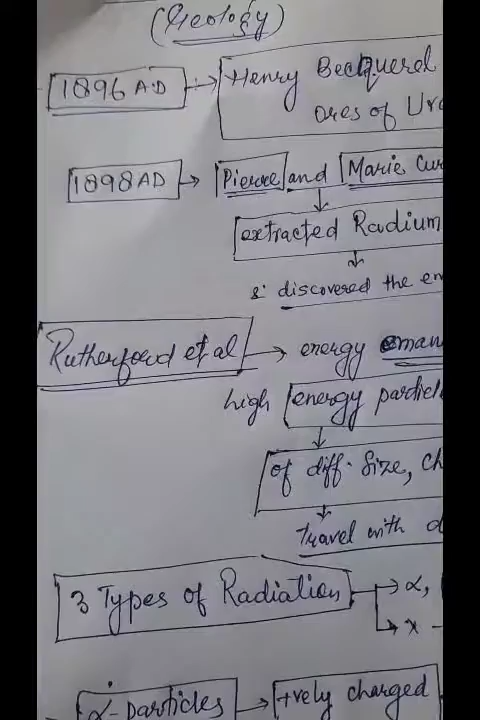 (Geology)
1896 AD → Henry Becquerel
ores of Ur
1898 AD → Pierre and Marie Cur
extracted Radium
& discovered the en
Rutherford et al → energy eman
high energy particl
of diff. Size, Ch
travel with d
3 Types of Radiation → α,
→ x -
α-particles → +vely charged